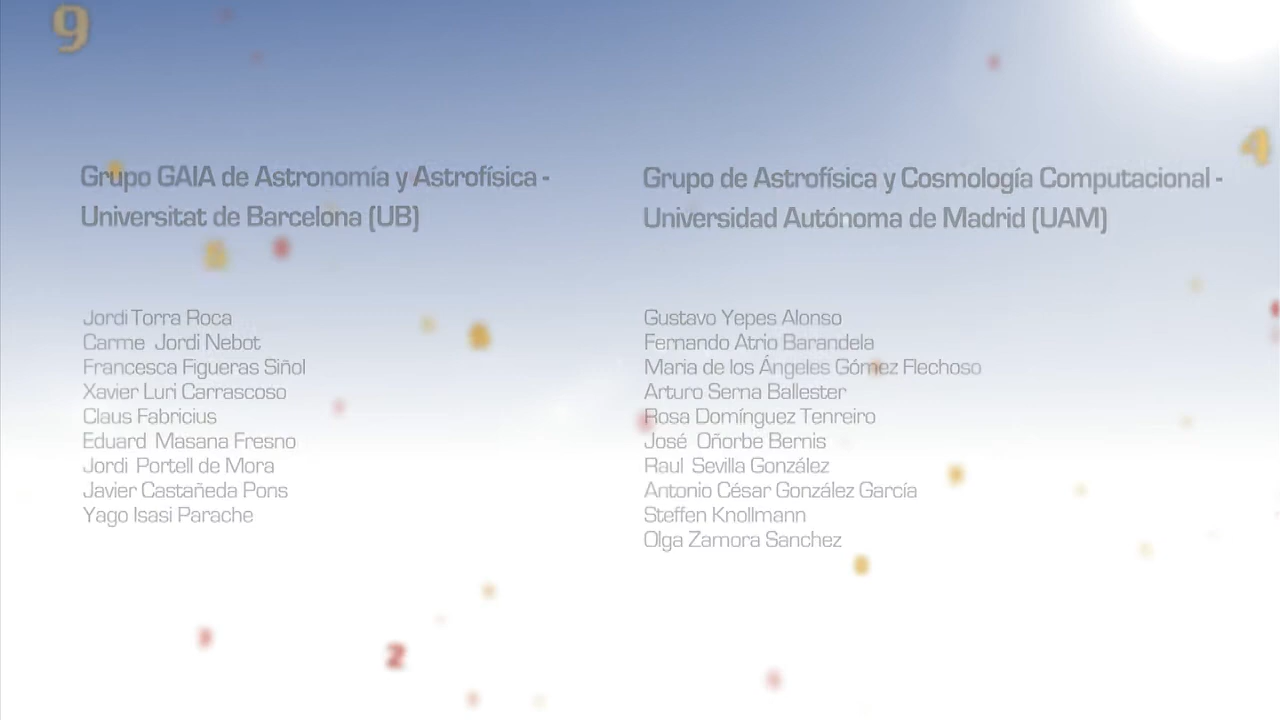 9
4
Grupo GAIA de Astronomía y Astrofísica -
Universitat de Barcelona (UB)
Jordi Torra Roca
Carme Jordi Nebot
Francesca Figueras Siñol
Xavier Luri Carrascoso
Claus Fabricius
Eduard Masana Fresno
Jordi Portell de Mora
Javier Castañeda Pons
Yago Isasi Parache
Grupo de Astrofísica y Cosmología Computacional -
Universidad Autónoma de Madrid (UAM)
Gustavo Yepes Alonso
Fernando Atrio Barandela
Maria de los Ángeles Gómez Flechoso
Arturo Serna Ballester
Rosa Domínguez Tenreiro
José Oñorbe Bernis
Raul Sevilla González
Antonio César González García
Steffen Knollmann
Olga Zamora Sanchez
2